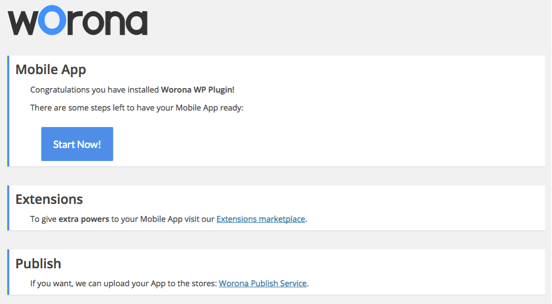 worona
Mobile App
Congratulations you have installed Worona WP Plugin!
There are some steps left to have your Mobile App ready:
Start Now!
Extensions
To give extra powers to your Mobile App visit our Extensions marketplace.
Publish
If you want, we can upload your App to the stores: Worona Publish Service.